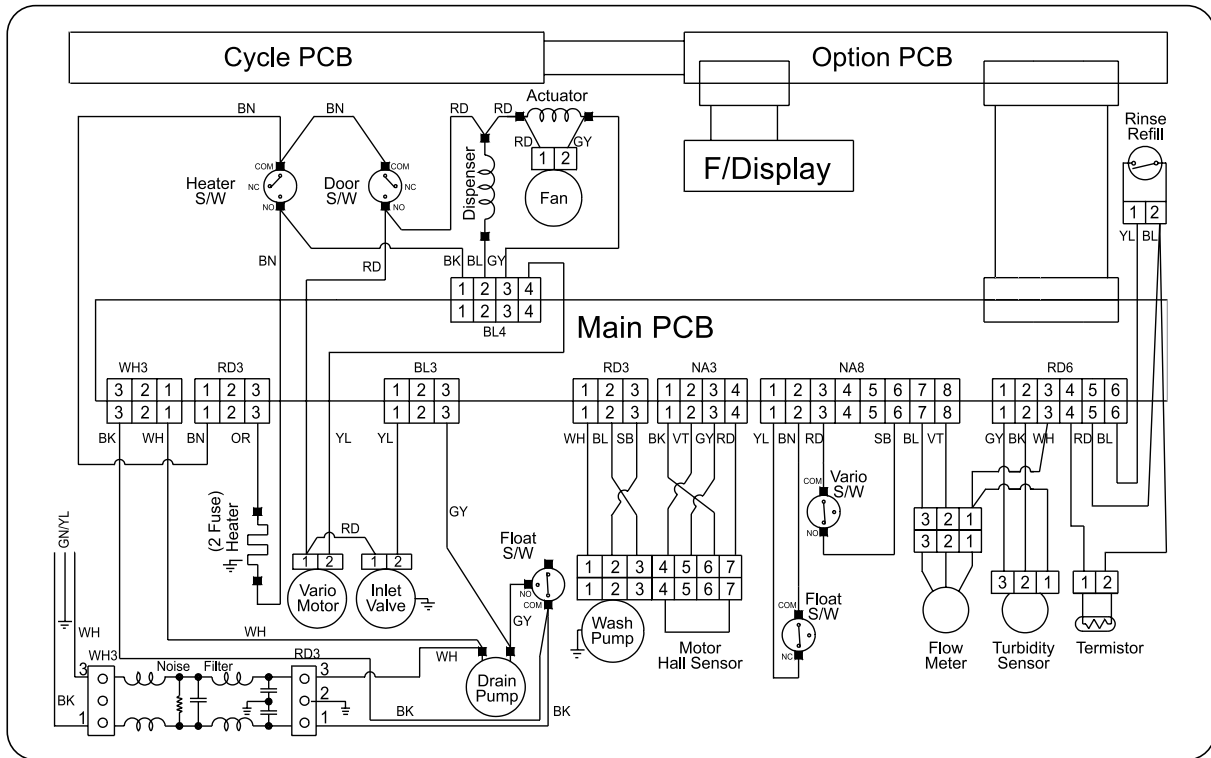 Cycle PCB
Option PCB
BN
BN
RD
RD
Actuator
RD
GY
1 2
Fan
F/Display
Rinse
Refill
1 2
YL BL
COM
NC
NO
Heater
S/W
Door
S/W
COM
NC
NO
Dispenser
BN
RD
BK BL GY
1 2 3 4
1 2 3 4
BL4
Main PCB
WH3
3 2 1
3 2 1
BK WH
RD3
1 2 3
1 2 3
BN OR
YL
BL3
1 2 3
1 2 3
YL
GY
RD3
1 2 3
1 2 3
WH BL SB
NA3
1 2 3 4
1 2 3 4
BK VT GY RD
NA8
1 2 3 4 5 6 7 8
1 2 3 4 5 6 7 8
YL BN RD SB BL VT
RD6
1 2 3 4 5 6
1 2 3 4 5 6
GY BK WH RD BL
GN/YL
(2 Fuse)
Heater
RD
1 2
Vario
Motor
1 2
Inlet
Valve
Float
S/W
NO
COM
GY
1 2 3 4 5 6 7
1 2 3 4 5 6 7
Wash
Pump
Motor
Hall Sensor
COM
Vario
S/W
NO
COM
Float
S/W
NC
3 2 1
3 2 1
Flow
Meter
3 2 1
Turbidity
Sensor
1 2
Termistor
WH
WH
WH
BK
WH3
3
1
Noise Filter
RD3
3
2
1
Drain
Pump
BK
BK